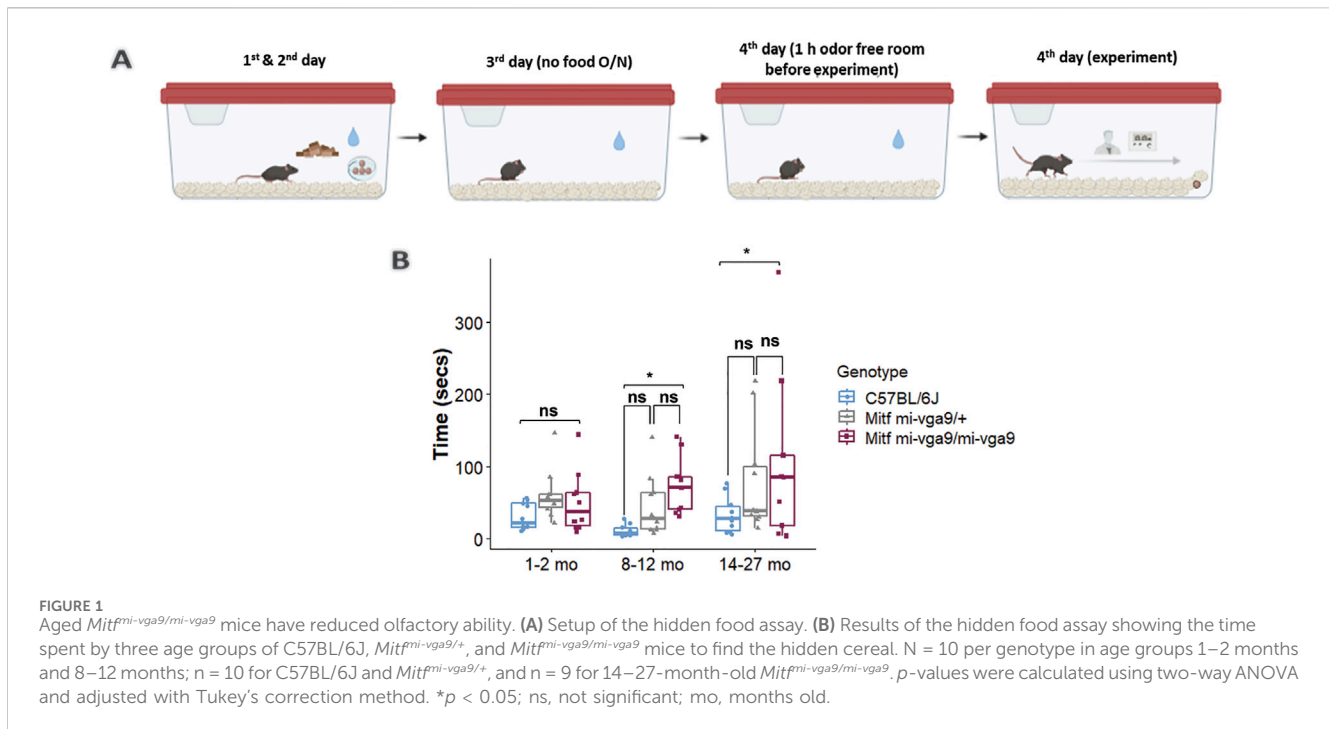 A
1st & 2nd day
3rd day (no food O/N)
4th day (1 h odor free room
before experiment)
4th day (experiment)
B
Time (secs)
300
200
100
0
ns
*
ns
ns
*
ns
ns
1-2 mo
8-12 mo
14-27 mo
Genotype
C57BL/6J
Mitf mi-vga9/+
Mitf mi-vga9/mi-vga9
FIGURE 1
Aged Mitfmi-vga9/mi-vga9 mice have reduced olfactory ability. (A) Setup of the hidden food assay. (B) Results of the hidden food assay showing the time
spent by three age groups of C57BL/6J, Mitfmi-vga9/+, and Mitfmi-vga9/mi-vga9 mice to find the hidden cereal. N = 10 per genotype in age groups 1–2 months
and 8–12 months; n = 10 for C57BL/6J and Mitfmi-vga9/+, and n = 9 for 14–27-month-old Mitfmi-vga9/mi-vga9. p-values were calculated using two-way ANOVA
and adjusted with Tukey's correction method. *p < 0.05; ns, not significant; mo, months old.